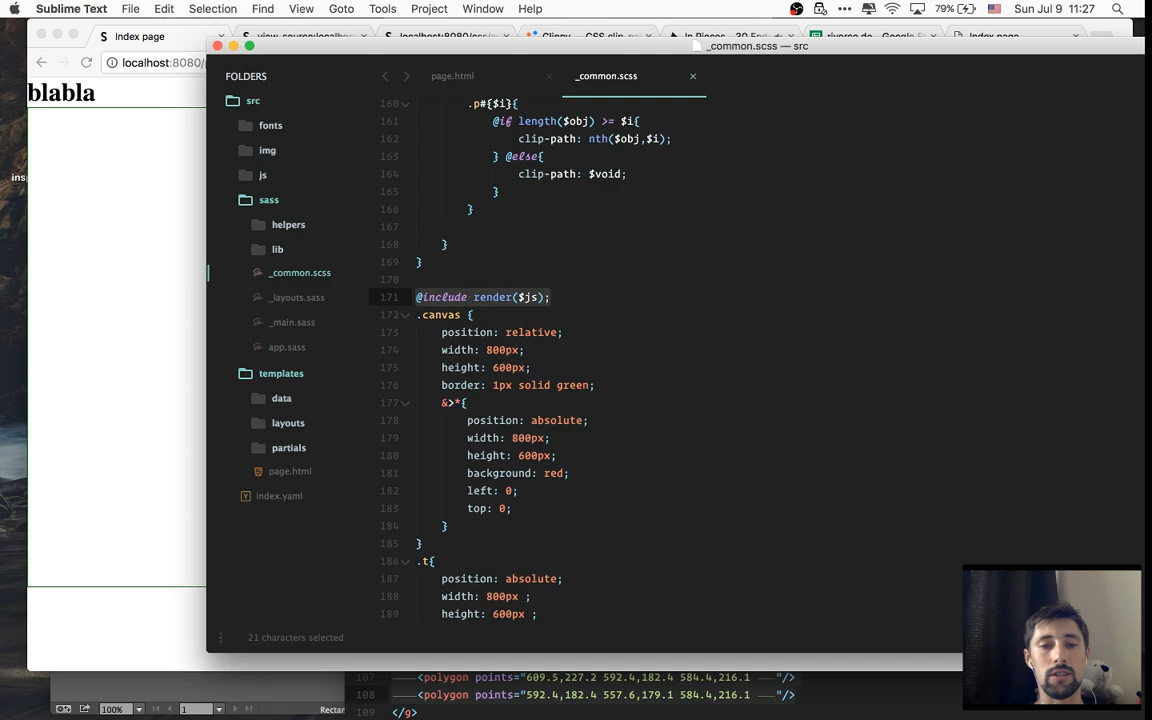 Sublime Text File Edit Selection Find View Goto Tools Project Window Help 79% Sun Jul 9 11:27
Index page
localhost:8080/
blabla
_common.scss — src
FOLDERS
src
fonts
img
js
sass
helpers
lib
_common.scss
_layouts.sass
_main.sass
app.sass
templates
data
layouts
partials
page.html
index.yaml
page.html _common.scss
160 .p#{$i}{
161 @if length($obj) >= $i{
162 clip-path: nth($obj,$i);
163 } @else{
164 clip-path: $void;
165 }
166 }
167
168 }
169 }
170
171 @include render($js);
172 .canvas {
173 position: relative;
174 width: 800px;
175 height: 600px;
176 border: 1px solid green;
177 &>*{
178 position: absolute;
179 width: 800px;
180 height: 600px;
181 background: red;
182 left: 0;
183 top: 0;
184 }
185 }
186 .t{
187 position: absolute;
188 width: 800px ;
189 height: 600px ;
21 characters selected
107 <polygon points="609.5,227.2 592.4,182.4 584.4,216.1 "/>
108 <polygon points="592.4,182.4 557.6,179.1 584.4,216.1 "/>
109 </g>
100% 1 Rectan